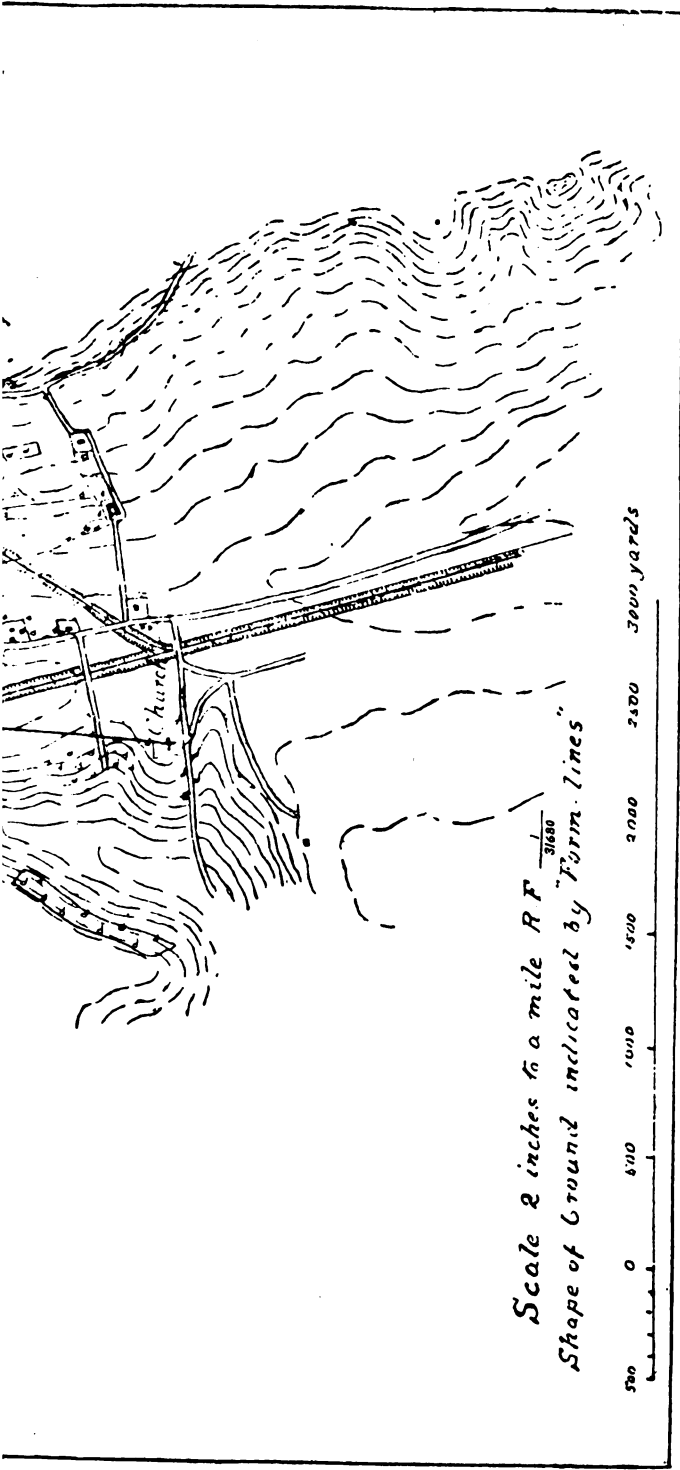 Church
Scale 2 inches to a mile R F 1/31680
Shape of Ground indicated by "Form-lines"
500 0 500 1000 1500 2000 2500 3000 yards